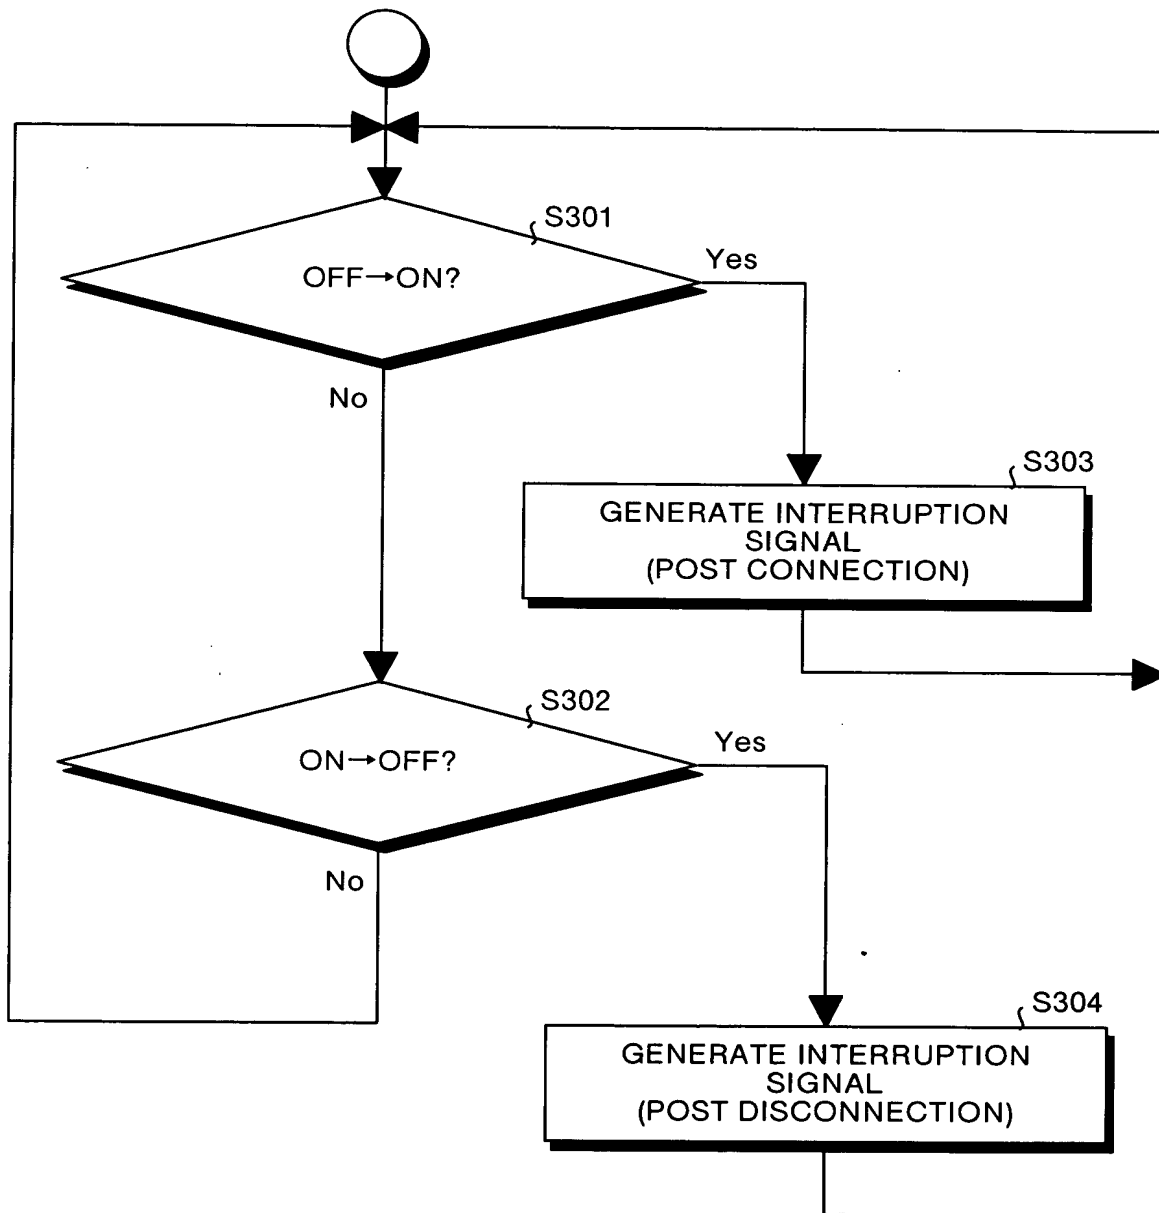 S301
OFF→ON?
Yes
No
S303
GENERATE INTERRUPTION
SIGNAL
(POST CONNECTION)
S302
ON→OFF?
Yes
No
S304
GENERATE INTERRUPTION
SIGNAL
(POST DISCONNECTION)